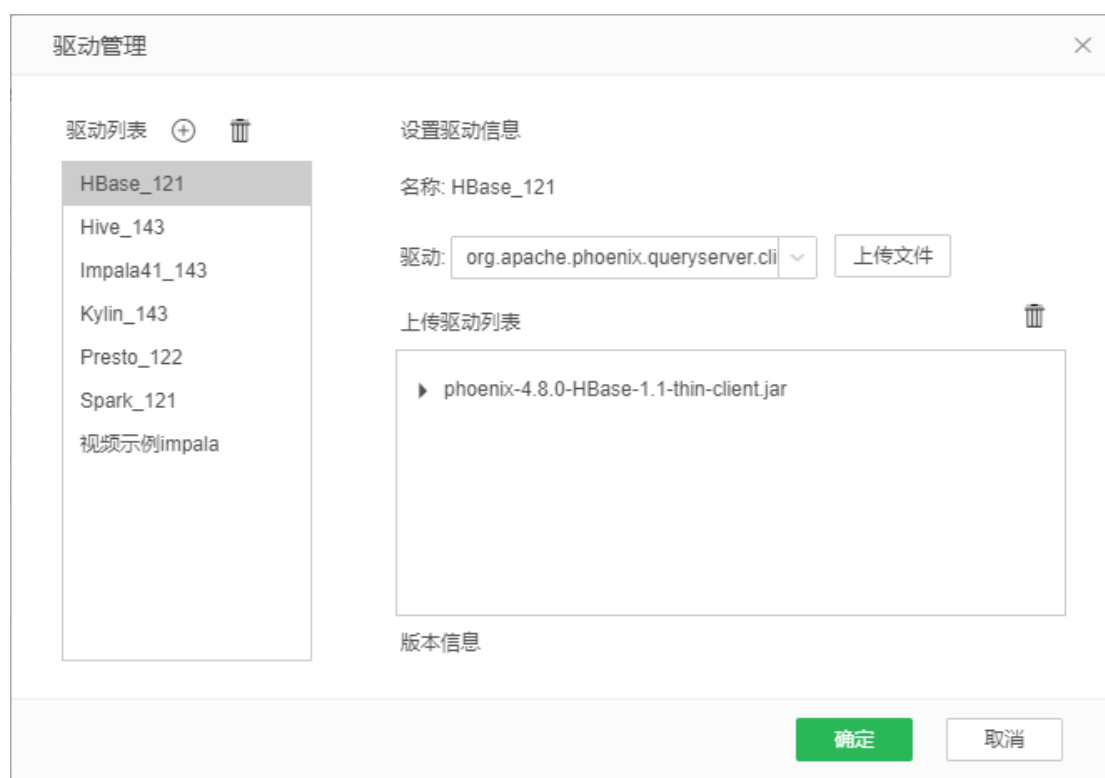 驱动管理
驱动列表
HBase_121
Hive_143
Impala41_143
Kylin_143
Presto_122
Spark_121
视频示例impala
设置驱动信息
名称: HBase_121
驱动: org.apache.phoenix.queryserver.cli 上传文件
上传驱动列表
phoenix-4.8.0-HBase-1.1-thin-client.jar
版本信息
确定 取消